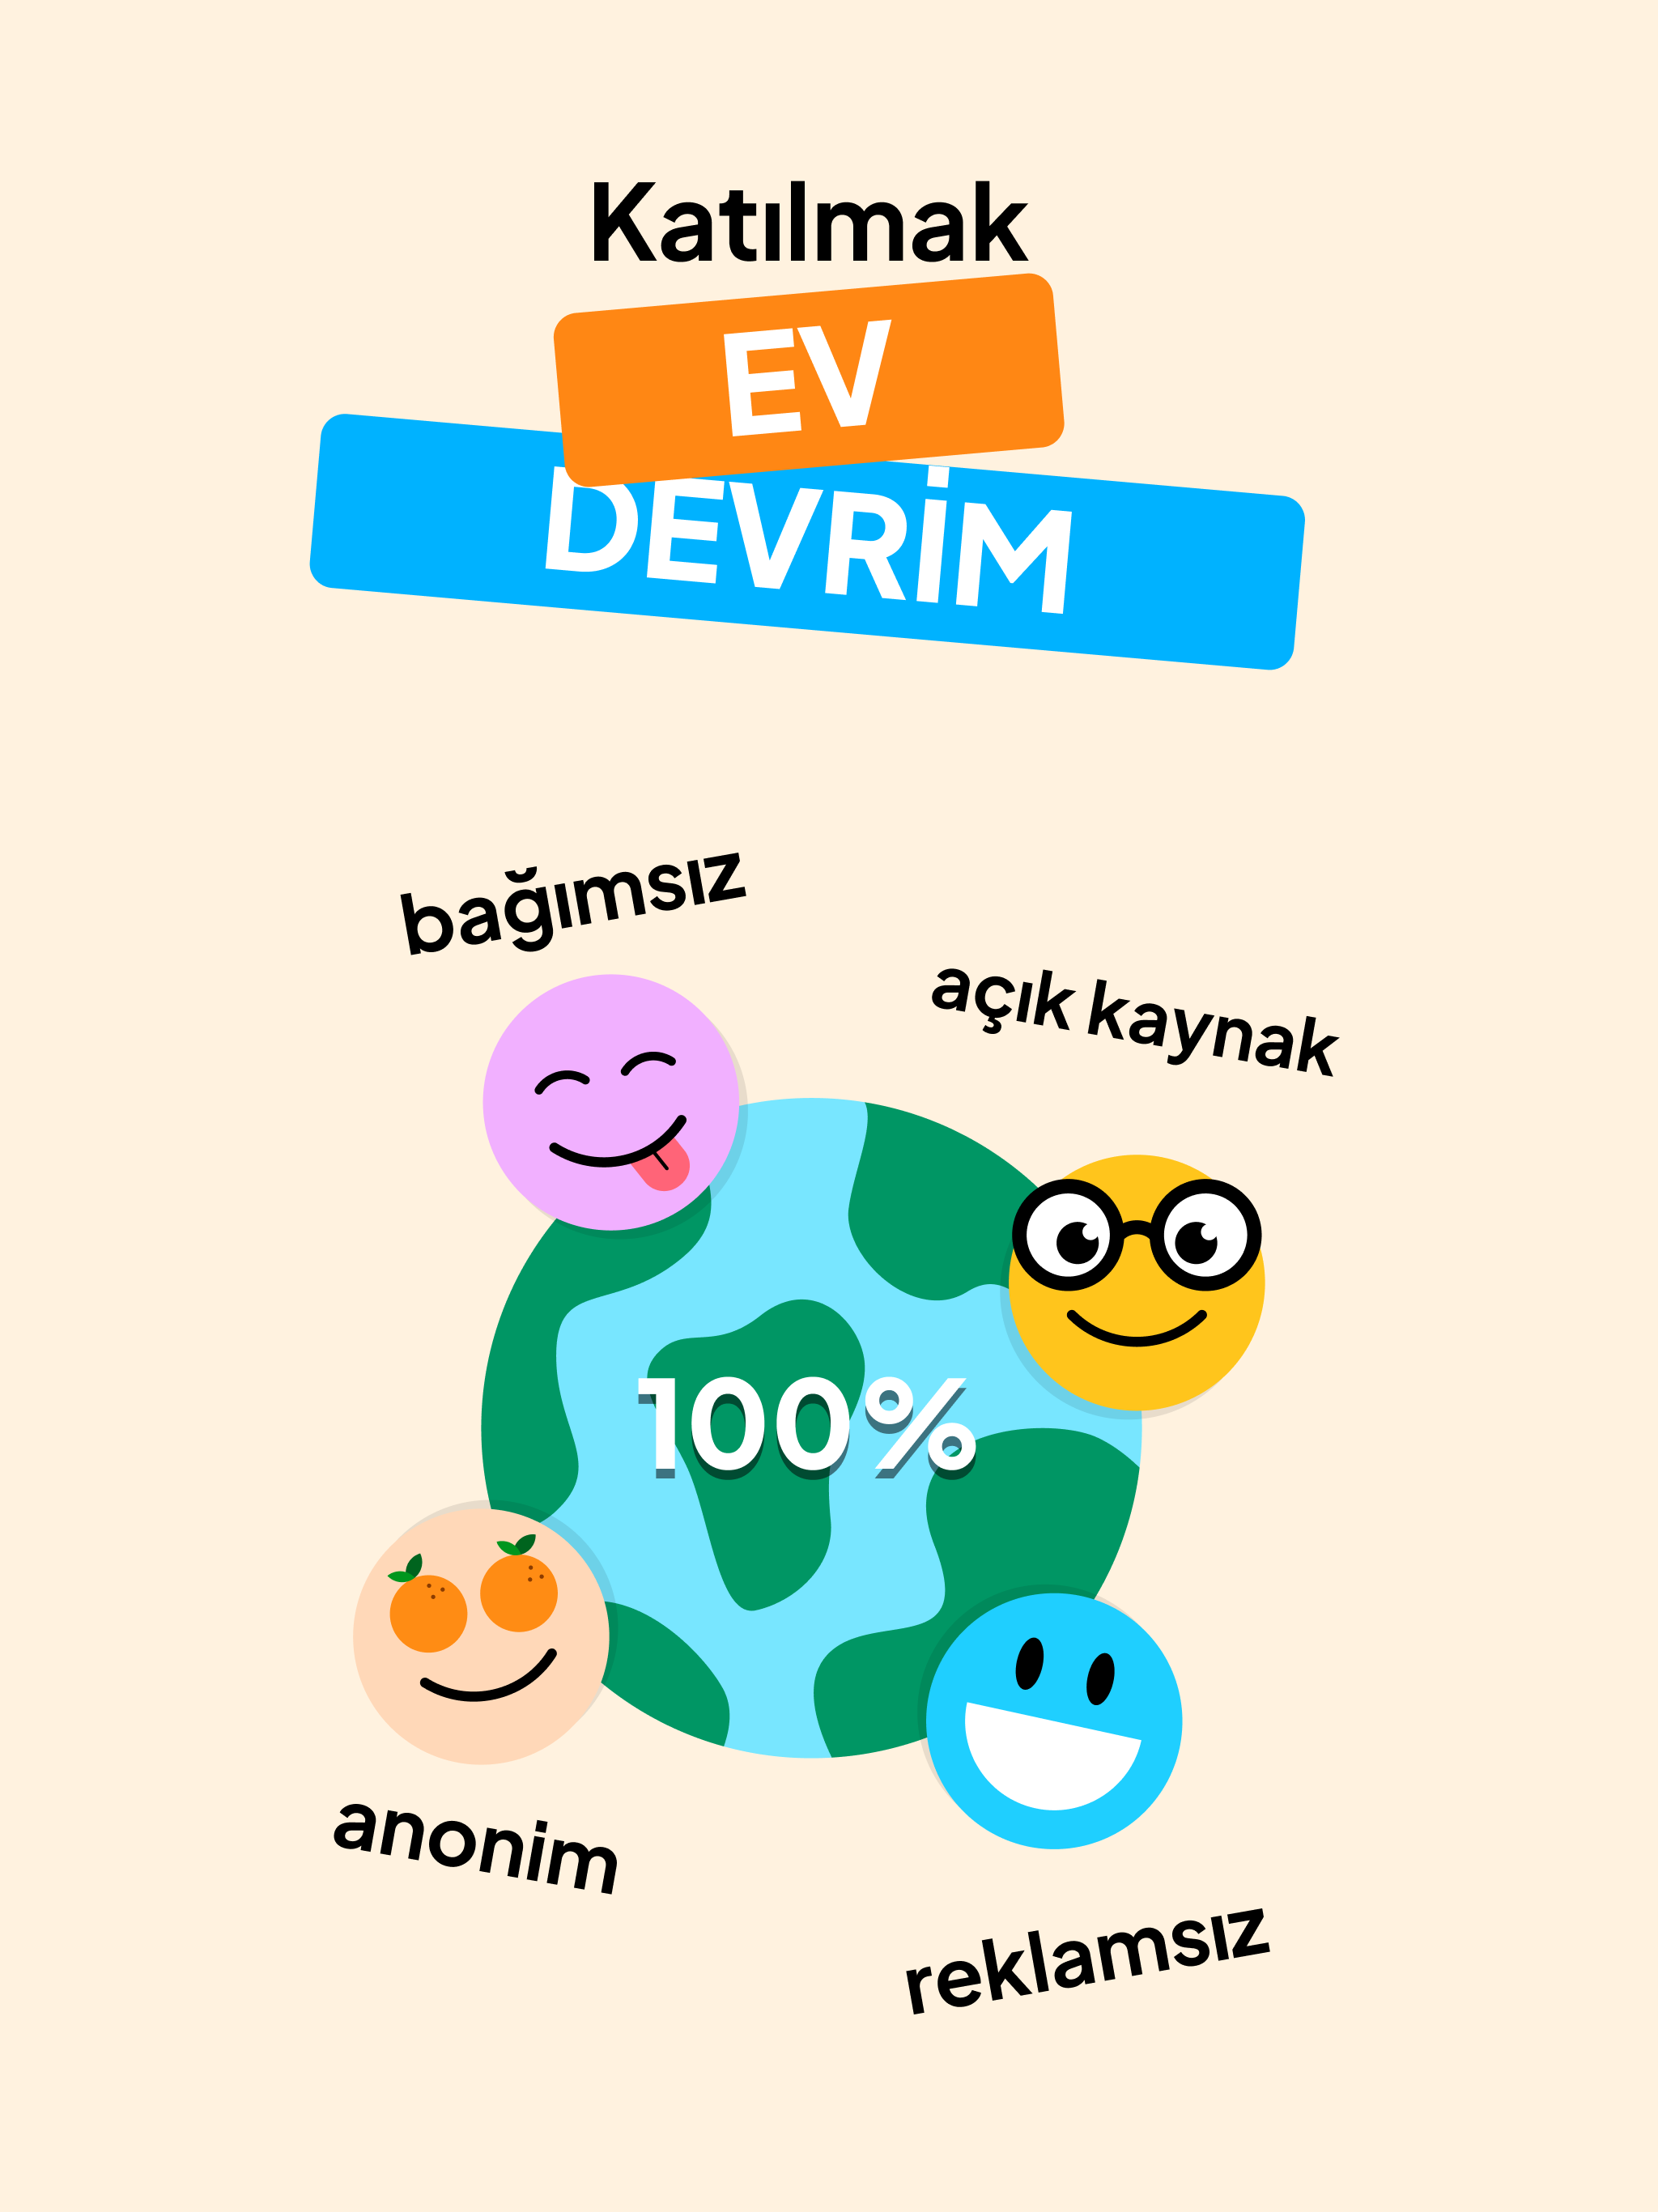 Katılmak
EV
DEVRİM
bağımsız
açık kaynak
100%
anonim
reklamsız